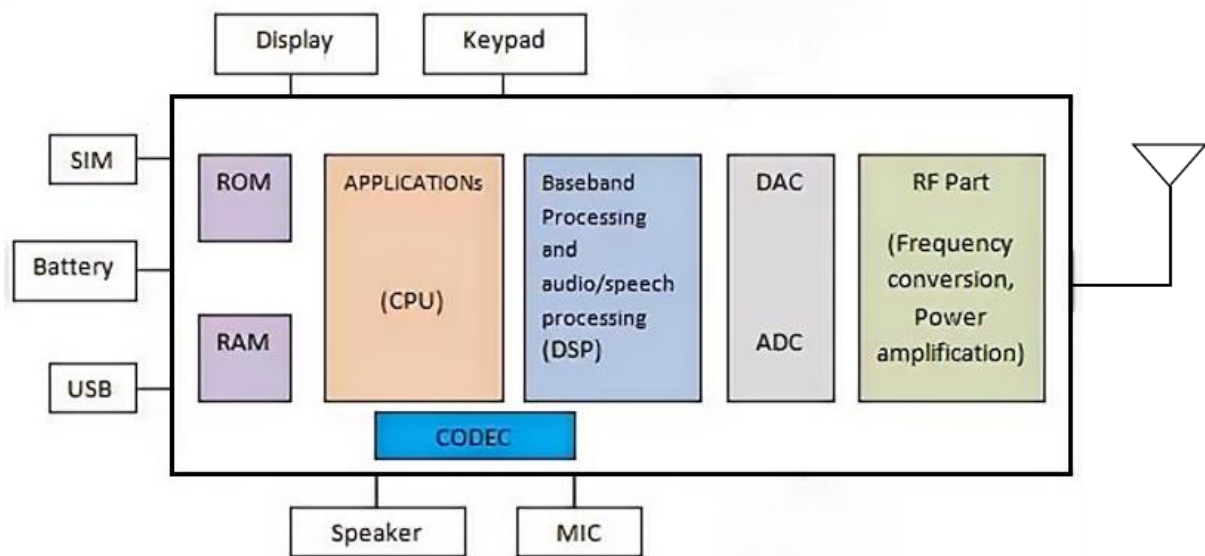 Display
Keypad
SIM
Battery
USB
ROM
RAM
APPLICATIONs
(CPU)
Baseband
Processing
and
audio/speech
processing
(DSP)
DAC
ADC
RF Part
(Frequency
conversion,
Power
amplification)
CODEC
Speaker
MIC